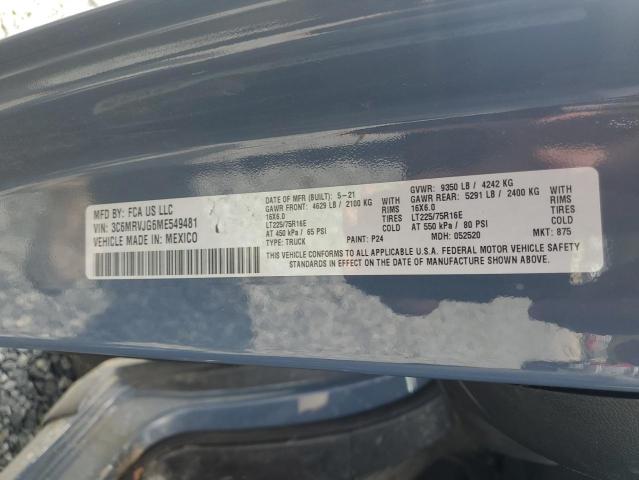 MFD BY: FCA US LLC
VIN: 3C6MRVJG6ME549481
VEHICLE MADE IN: MEXICO
DATE OF MFR (BUILT): 5-21
GAWR FRONT: 4629 LB / 2100 KG
16X6.0 RIMS
LT225/75R16E TIRES
AT 450 kPa / 65 PSI COLD
TYPE: TRUCK PAINT: P24
GVWR: 9350 LB / 4242 KG
GAWR REAR: 5291 LB / 2400 KG
16X6.0 RIMS
LT225/75R16E TIRES
AT 550 kPa / 80 PSI COLD
MDH: 052520 MKT: 875
THIS VEHICLE CONFORMS TO ALL APPLICABLE U.S.A. FEDERAL MOTOR VEHICLE SAFETY
STANDARDS IN EFFECT ON THE DATE OF MANUFACTURE SHOWN ABOVE.